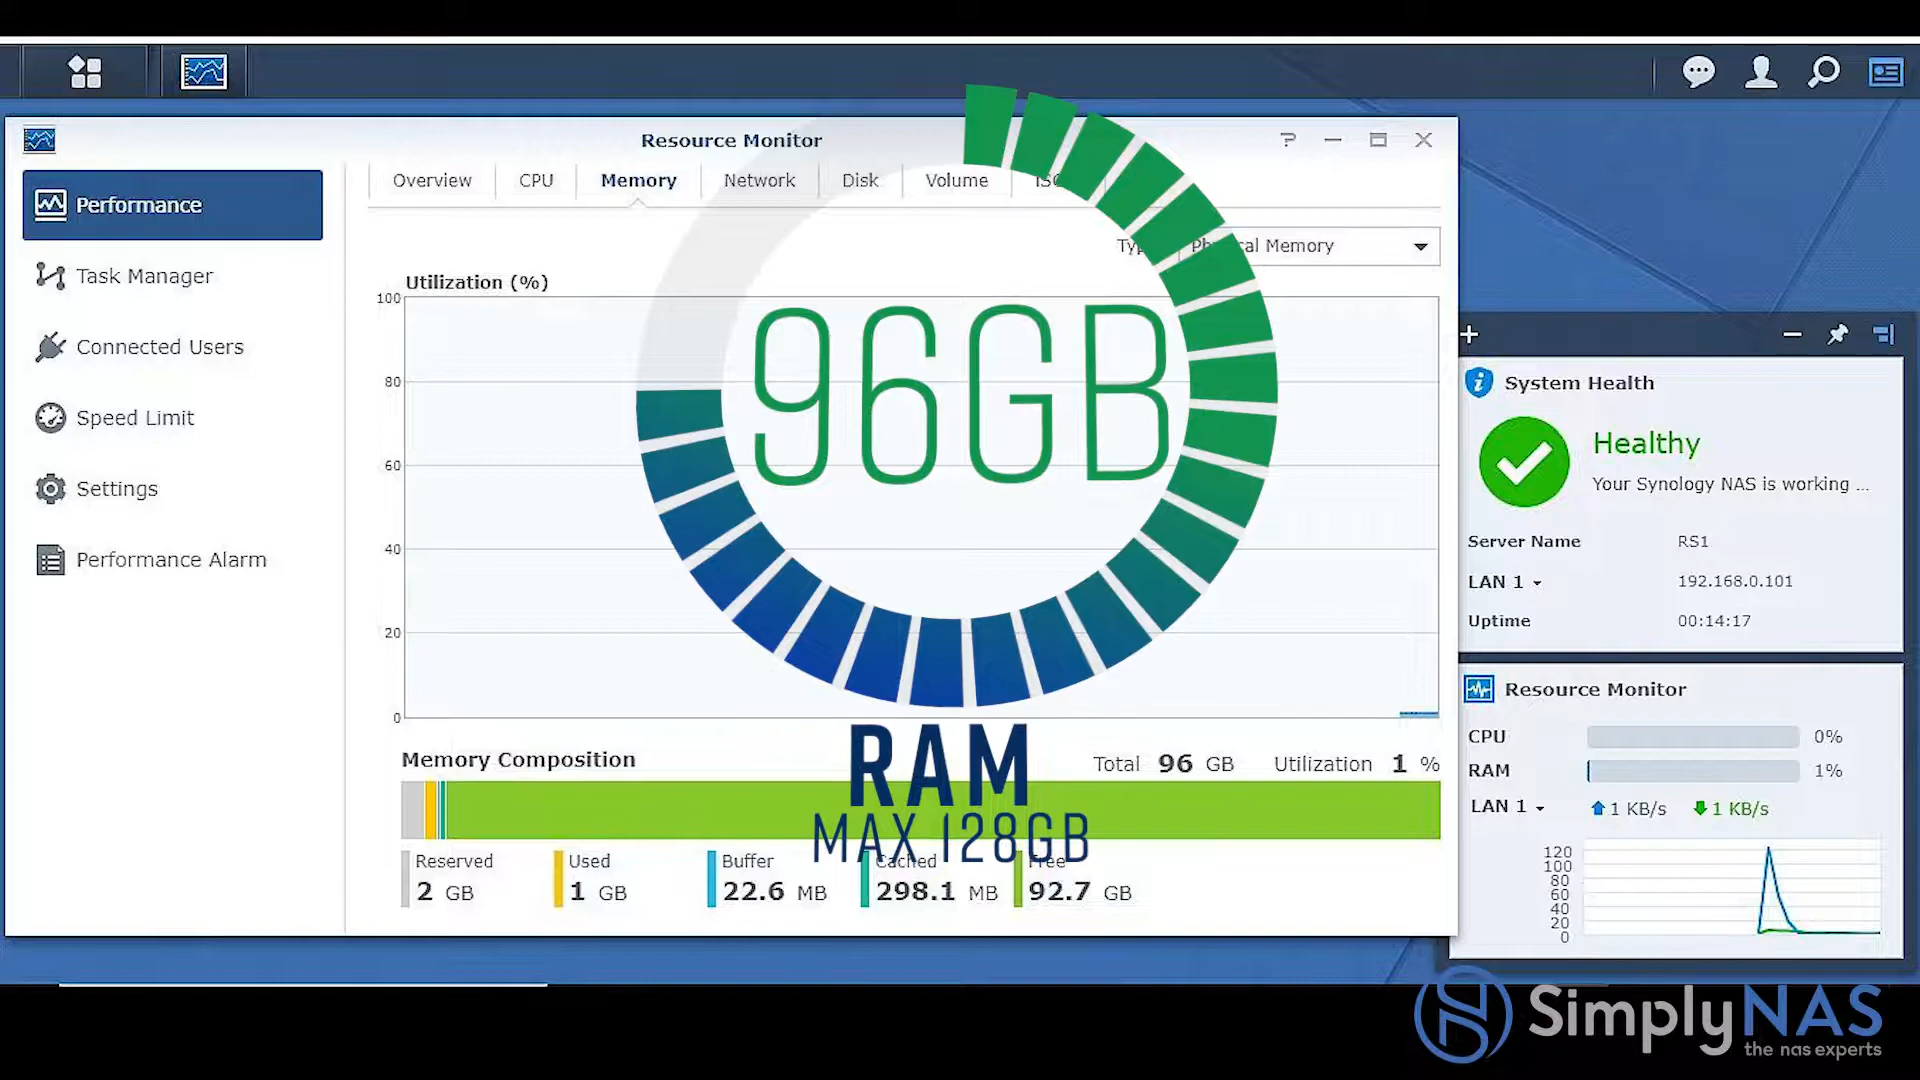 Resource Monitor
Overview
CPU
Memory
Network
Disk
Volume
Performance
Task Manager
Connected Users
Speed Limit
Settings
Performance Alarm
Physical Memory
Utilization (%)
100
80
60
40
20
0
96GB
RAM
MAX 128GB
Memory Composition
Total 96 GB
Utilization 1 %
Reserved
2 GB
Used
1 GB
Buffer
22.6 MB
Cached
298.1 MB
Free
92.7 GB
System Health
Healthy
Your Synology NAS is working ...
Server Name RS1
LAN 1 192.168.0.101
Uptime 00:14:17
Resource Monitor
CPU 0%
RAM 1%
LAN 1 1 KB/s 1 KB/s
120
100
80
60
40
20
0
SimplyNAS
the nas experts